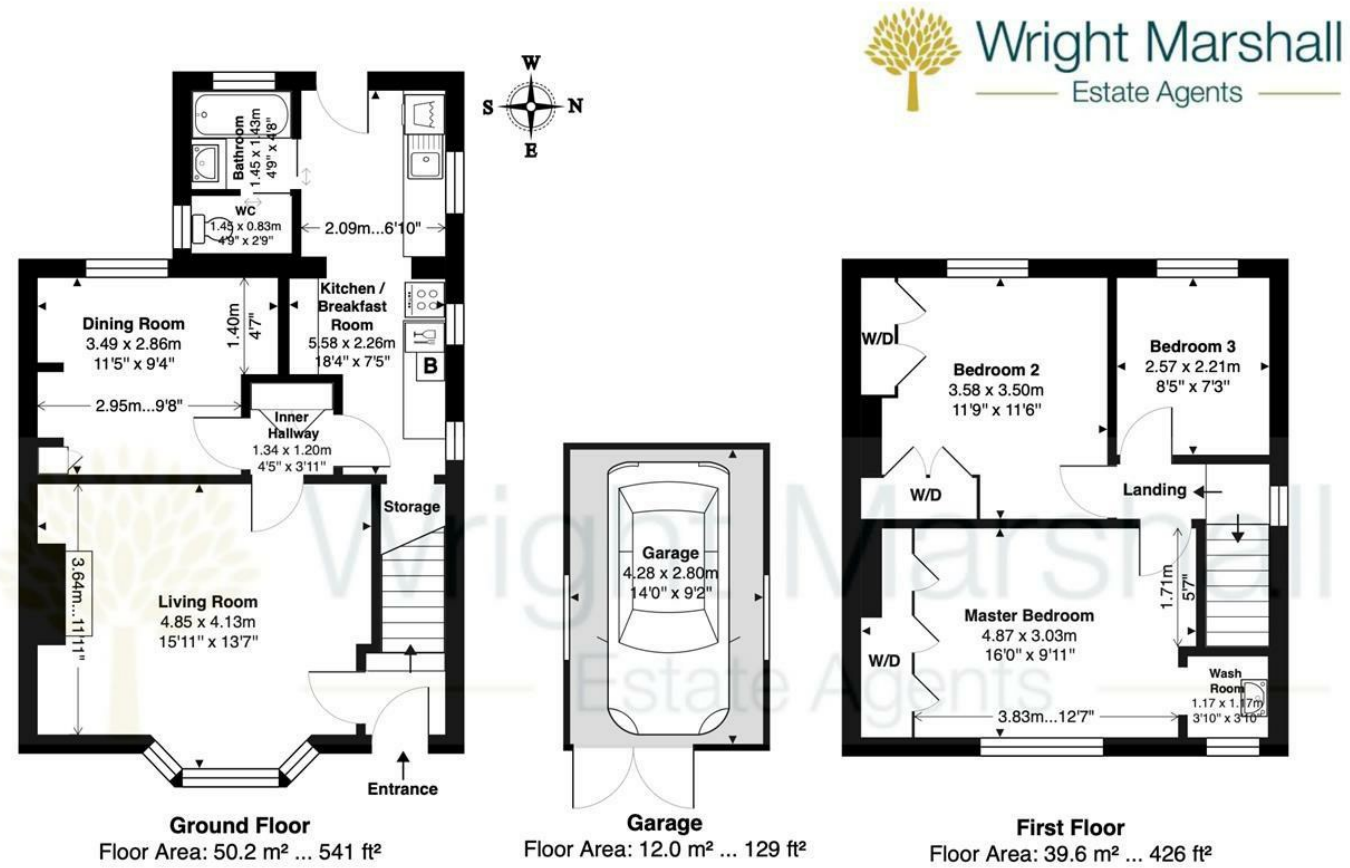 Wright Marshall
Estate Agents
W
S
N
E
Bathroom
1.45 x 1.43m
4'9" x 4'8"
WC
1.45 x 0.83m
4'9" x 2'9"
2.09m...6'10"
Kitchen /
Breakfast
Room
5.58 x 2.26m
18'4" x 7'5"
B
Dining Room
3.49 x 2.86m
11'5" x 9'4"
1.40m
4'7"
2.95m...9'8"
Inner
Hallway
1.34 x 1.20m
4'5" x 3'11"
Storage
3.64m...11'11"
Living Room
4.85 x 4.13m
15'11" x 13'7"
Entrance
Ground Floor
Floor Area: 50.2 m² ... 541 ft²
Garage
4.28 x 2.80m
14'0" x 9'2"
Garage
Floor Area: 12.0 m² ... 129 ft²
W/D
Bedroom 2
3.58 x 3.50m
11'9" x 11'6"
Bedroom 3
2.57 x 2.21m
8'5" x 7'3"
W/D
Landing
1.71m
5'7"
Master Bedroom
4.87 x 3.03m
16'0" x 9'11"
W/D
3.83m...12'7"
Wash
Room
1.17 x 1.17m
3'10" x 3'10"
First Floor
Floor Area: 39.6 m² ... 426 ft²
Wright Marshall
Estate Agents